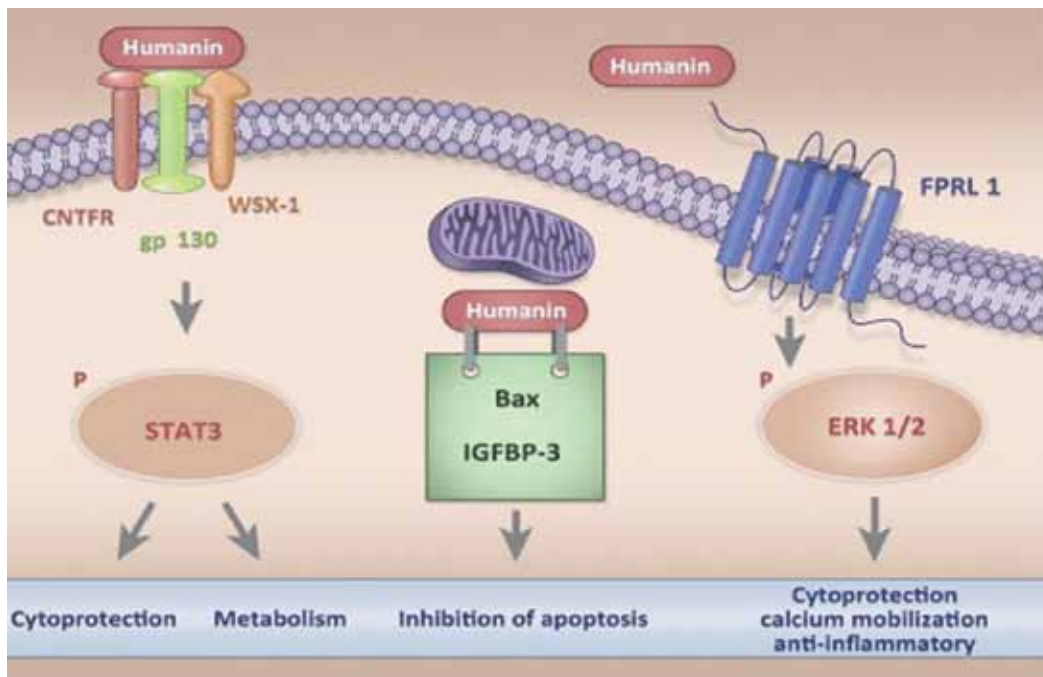 Humanin
Humanin
CNTFR
WSX-1
gp 130
FPRL 1
Humanin
P
STAT3
Bax
IGFBP-3
P
ERK 1/2
Cytoprotection
Metabolism
Inhibition of apoptosis
Cytoprotection
calcium mobilization
anti-inflammatory